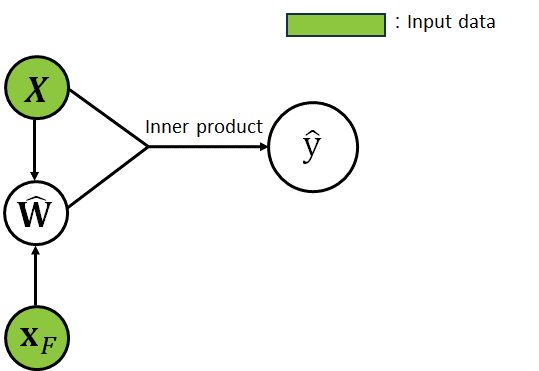 : Input data
X
Inner product
ŷ
Ŵ
x_F